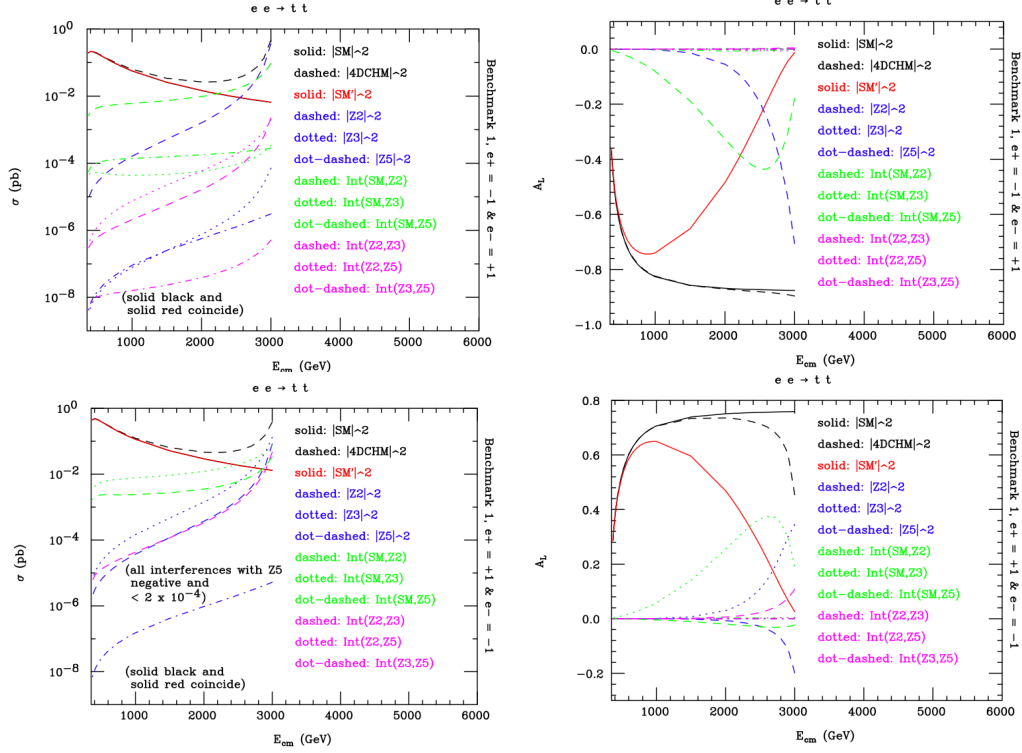 e e → t t
10^0
10^−2
10^−4
10^−6
10^−8
σ (pb)
solid: |SM|^2
dashed: |4DCHM|^2
solid: |SM'|^2
dashed: |Z2|^2
dotted: |Z3|^2
dot−dashed: |Z5|^2
dashed: Int(SM,Z2)
dotted: Int(SM,Z3)
dot−dashed: Int(SM,Z5)
dashed: Int(Z2,Z3)
dotted: Int(Z2,Z5)
dot−dashed: Int(Z3,Z5)
(solid black and
solid red coincide)
Benchmark 1, e+ = −1 & e− = +1
1000 2000 3000 4000 5000 6000
E_cm (GeV)
e e → t t
0.0
−0.2
−0.4
−0.6
−0.8
−1.0
A_L
solid: |SM|^2
dashed: |4DCHM|^2
solid: |SM'|^2
dashed: |Z2|^2
dotted: |Z3|^2
dot−dashed: |Z5|^2
dashed: Int(SM,Z2)
dotted: Int(SM,Z3)
dot−dashed: Int(SM,Z5)
dashed: Int(Z2,Z3)
dotted: Int(Z2,Z5)
dot−dashed: Int(Z3,Z5)
Benchmark 1, e+ = −1 & e− = +1
1000 2000 3000 4000 5000 6000
E_cm (GeV)
e e → t t
10^0
10^−2
10^−4
10^−6
10^−8
σ (pb)
solid: |SM|^2
dashed: |4DCHM|^2
solid: |SM'|^2
dashed: |Z2|^2
dotted: |Z3|^2
dot−dashed: |Z5|^2
dashed: Int(SM,Z2)
dotted: Int(SM,Z3)
dot−dashed: Int(SM,Z5)
dashed: Int(Z2,Z3)
dotted: Int(Z2,Z5)
dot−dashed: Int(Z3,Z5)
(all interferences with Z5
negative and
< 2 x 10^−4)
(solid black and
solid red coincide)
Benchmark 1, e+ = +1 & e− = −1
1000 2000 3000 4000 5000 6000
E_cm (GeV)
e e → t t
0.8
0.6
0.4
0.2
0.0
−0.2
A_L
solid: |SM|^2
dashed: |4DCHM|^2
solid: |SM'|^2
dashed: |Z2|^2
dotted: |Z3|^2
dot−dashed: |Z5|^2
dashed: Int(SM,Z2)
dotted: Int(SM,Z3)
dot−dashed: Int(SM,Z5)
dashed: Int(Z2,Z3)
dotted: Int(Z2,Z5)
dot−dashed: Int(Z3,Z5)
Benchmark 1, e+ = +1 & e− = −1
1000 2000 3000 4000 5000 6000
E_cm (GeV)